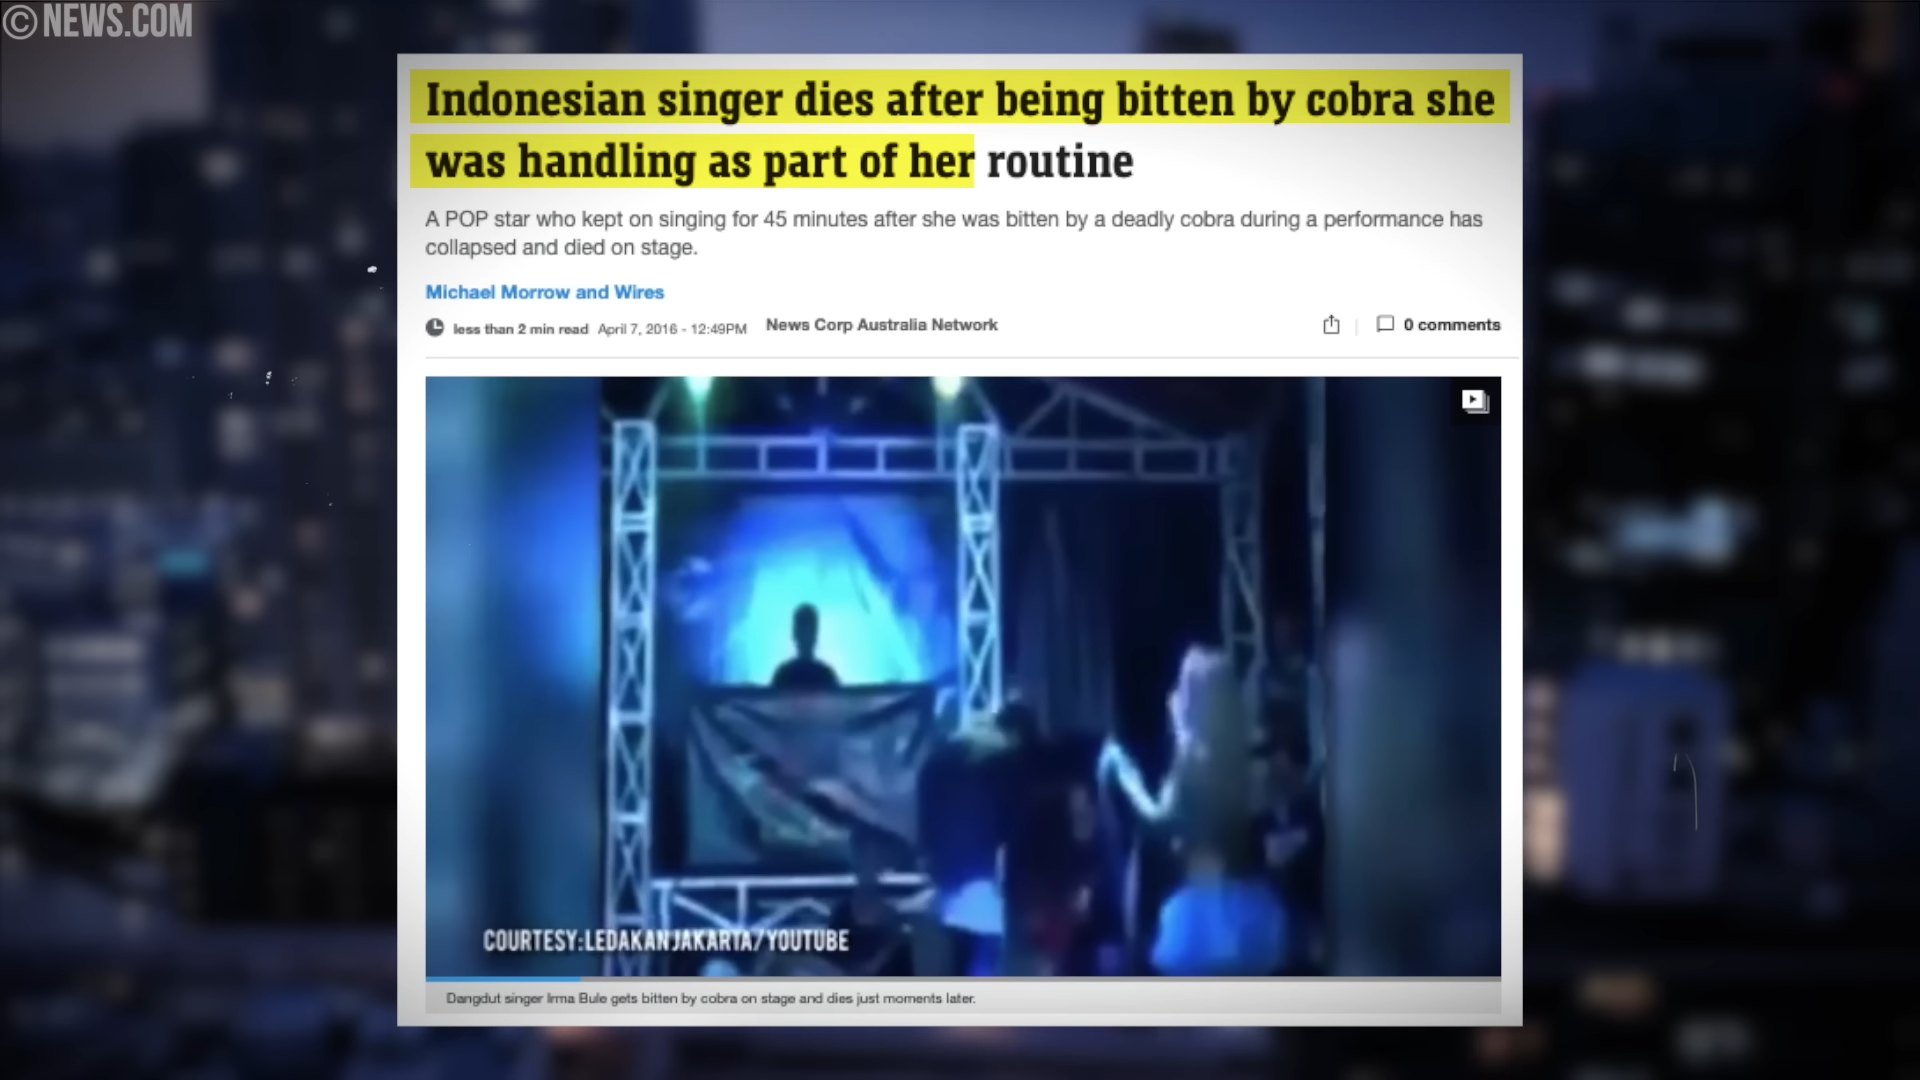 © NEWS.COM
Indonesian singer dies after being bitten by cobra she
was handling as part of her routine
A POP star who kept on singing for 45 minutes after she was bitten by a deadly cobra during a performance has
collapsed and died on stage.
Michael Morrow and Wires
less than 2 min read April 7, 2016 - 12:49PM News Corp Australia Network 0 comments
COURTESY:LEDAKANJAKARTA/YOUTUBE
Dangdut singer Irma Bule gets bitten by cobra on stage and dies just moments later.